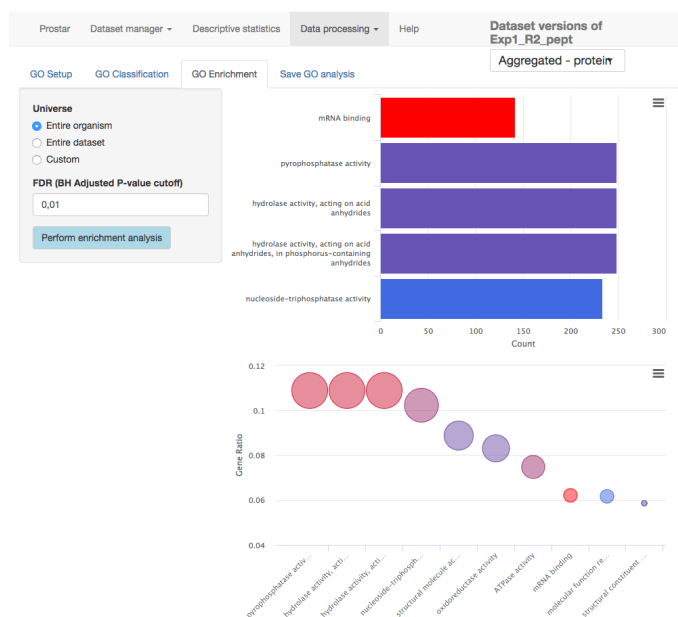 Prostar
Dataset manager
Descriptive statistics
Data processing
Help
Dataset versions of
Exp1_R2_pept
Aggregated - protein
GO Setup
GO Classification
GO Enrichment
Save GO analysis
Universe
Entire organism
Entire dataset
Custom
FDR (BH Adjusted P-value cutoff)
0,01
Perform enrichment analysis
mRNA binding
pyrophosphatase activity
hydrolase activity, acting on acid
anhydrides
hydrolase activity, acting on acid
anhydrides, in phosphorus-containing
anhydrides
nucleoside-triphosphatase activity
0 50 100 150 200 250 300
Count
0.12
0.1
0.08
0.06
0.04
Gene Ratio
pyrophosphatase activ...
hydrolase activity, acti...
hydrolase activity, acti...
nucleoside-triphosph...
structural molecule ac...
oxidoreductase activity
ATPase activity
mRNA binding
molecular function re...
structural constituent ...